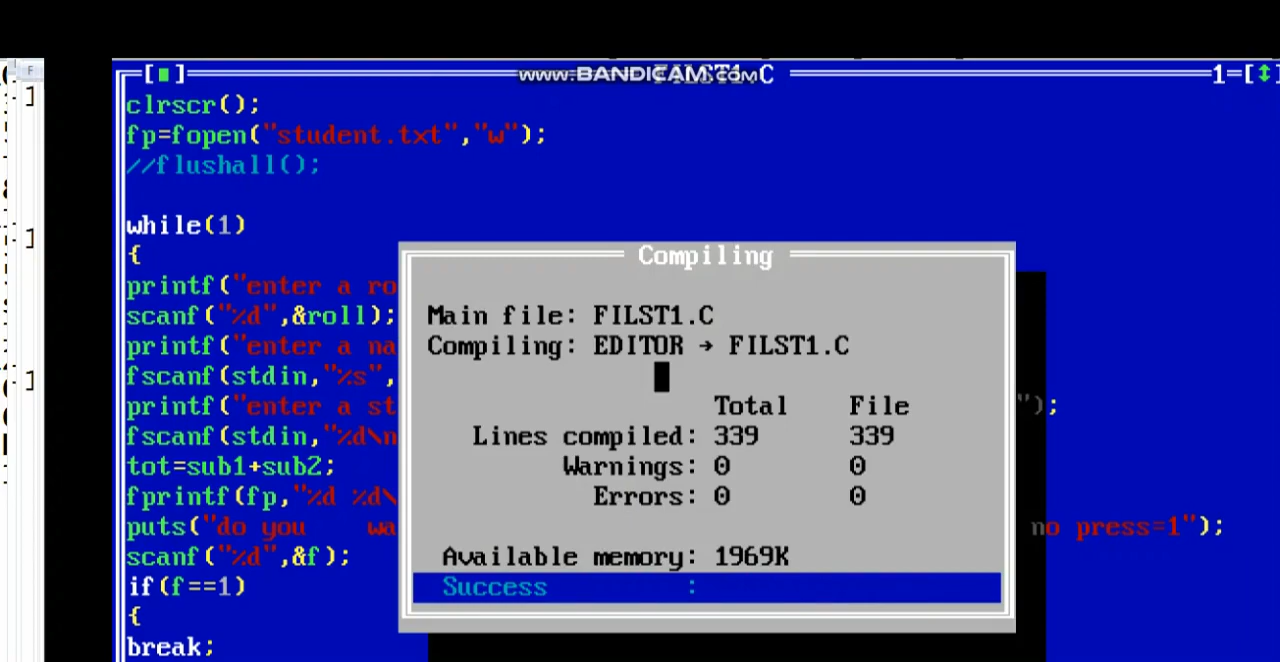 www.BANDICAM.COM
1=[↕]
clrscr();
fp=fopen("student.txt","w");
//flushall();
while(1)
{
printf("enter a ro
scanf("%d",&roll);
printf("enter a na
fscanf(stdin,"%s",
printf("enter a st ");
fscanf(stdin,"%d\n
tot=sub1+sub2;
fprintf(fp,"%d %d\
puts("do you wa no press=1");
scanf("%d",&f);
if(f==1)
{
break;
Compiling
Main file: FILST1.C
Compiling: EDITOR → FILST1.C
Total File
Lines compiled: 339 339
Warnings: 0 0
Errors: 0 0
Available memory: 1969K
Success :